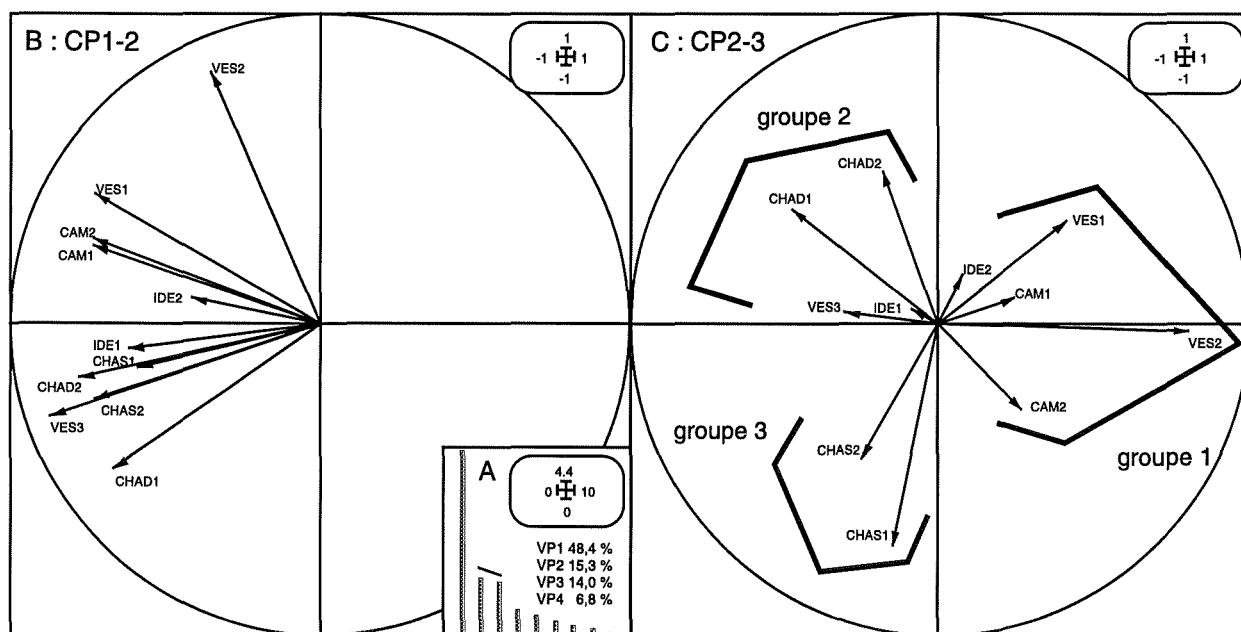 B : CP1-2
1
-1 1
-1
VES2
VES1
CAM2
CAM1
IDE2
IDE1
CHAS1
CHAD2
CHAS2
VES3
CHAD1
A
4.4
0 10
0
VP1 48,4 %
VP2 15,3 %
VP3 14,0 %
VP4 6,8 %
C : CP2-3
1
-1 1
-1
groupe 2
CHAD2
CHAD1
VES1
IDE2
CAM1
VES3
IDE1
VES2
CAM2
groupe 3
CHAS2
groupe 1
CHAS1